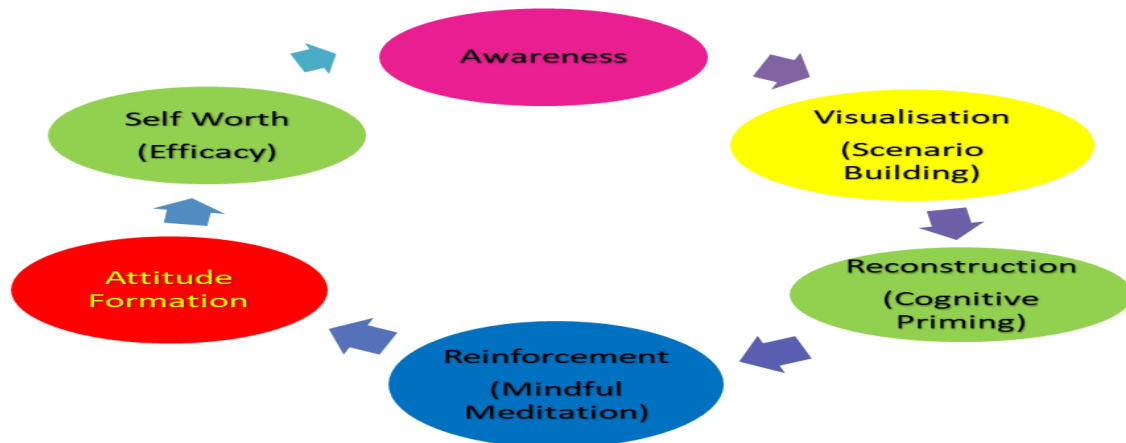 Awareness
Visualisation
(Scenario
Building)
Reconstruction
(Cognitive
Priming)
Reinforcement
(Mindful
Meditation)
Attitude
Formation
Self Worth
(Efficacy)